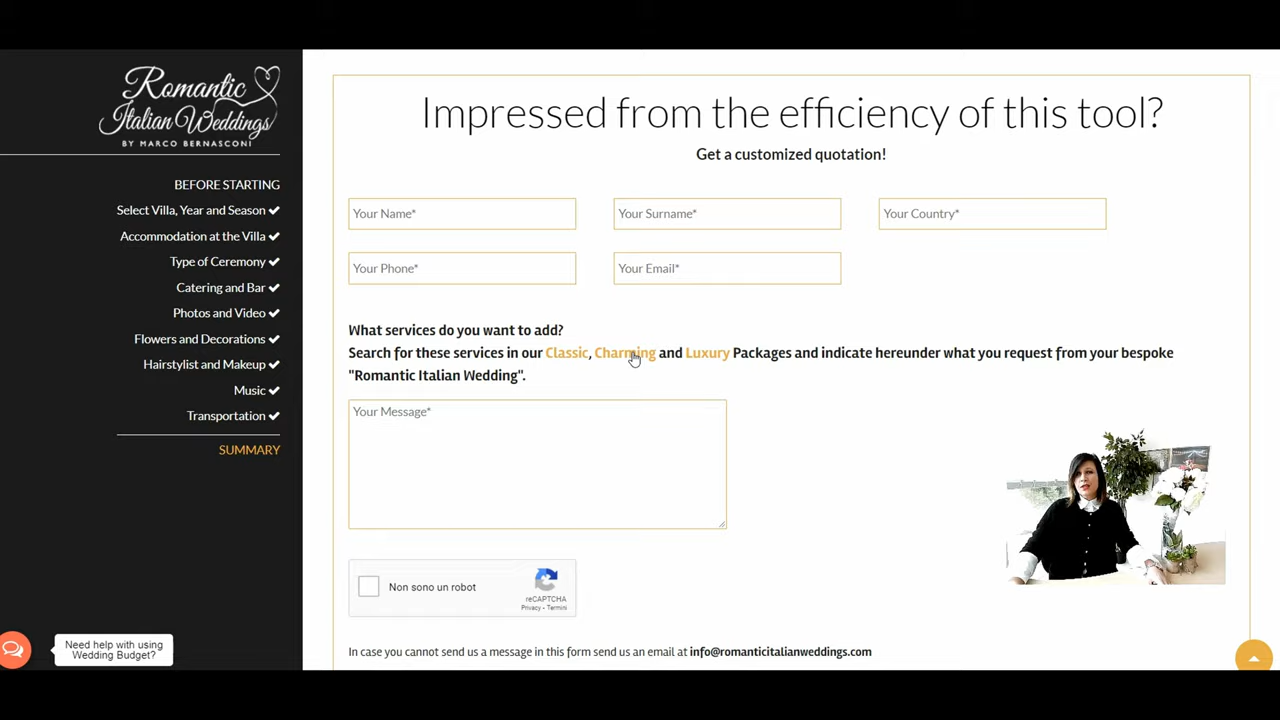 Romantic
Italian Weddings
BY MARCO BERNASCONI
BEFORE STARTING
Select Villa, Year and Season
Accommodation at the Villa
Type of Ceremony
Catering and Bar
Photos and Video
Flowers and Decorations
Hairstylist and Makeup
Music
Transportation
SUMMARY
Need help with using
Wedding Budget?
Impressed from the efficiency of this tool?
Get a customized quotation!
Your Name*
Your Surname*
Your Country*
Your Phone*
Your Email*
What services do you want to add?
Search for these services in our Classic, Charming and Luxury Packages and indicate hereunder what you request from your bespoke
"Romantic Italian Wedding".
Your Message*
Non sono un robot
reCAPTCHA
Privacy - Termini
In case you cannot send us a message in this form send us an email at info@romanticitalianweddings.com